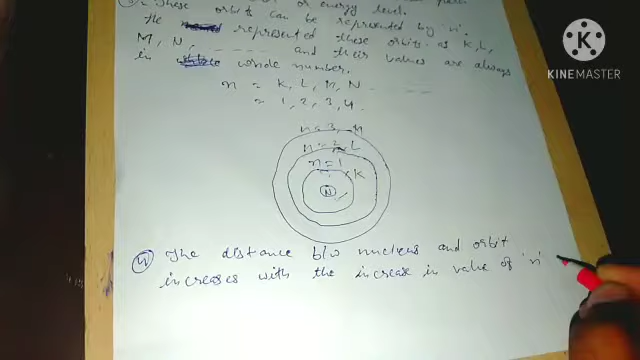 These orbits can be represented by 'n'.
KINEMASTER
the represented these orbits as K, L,
M, N, ------ and their values are always
in whole number.
n = K, L, M, N
= 1, 2, 3, 4.
n = 3, M
n = 2, L
n = 1
K
N
4 The distance b/w nucleus and orbit
increases with the increase in value of 'n'